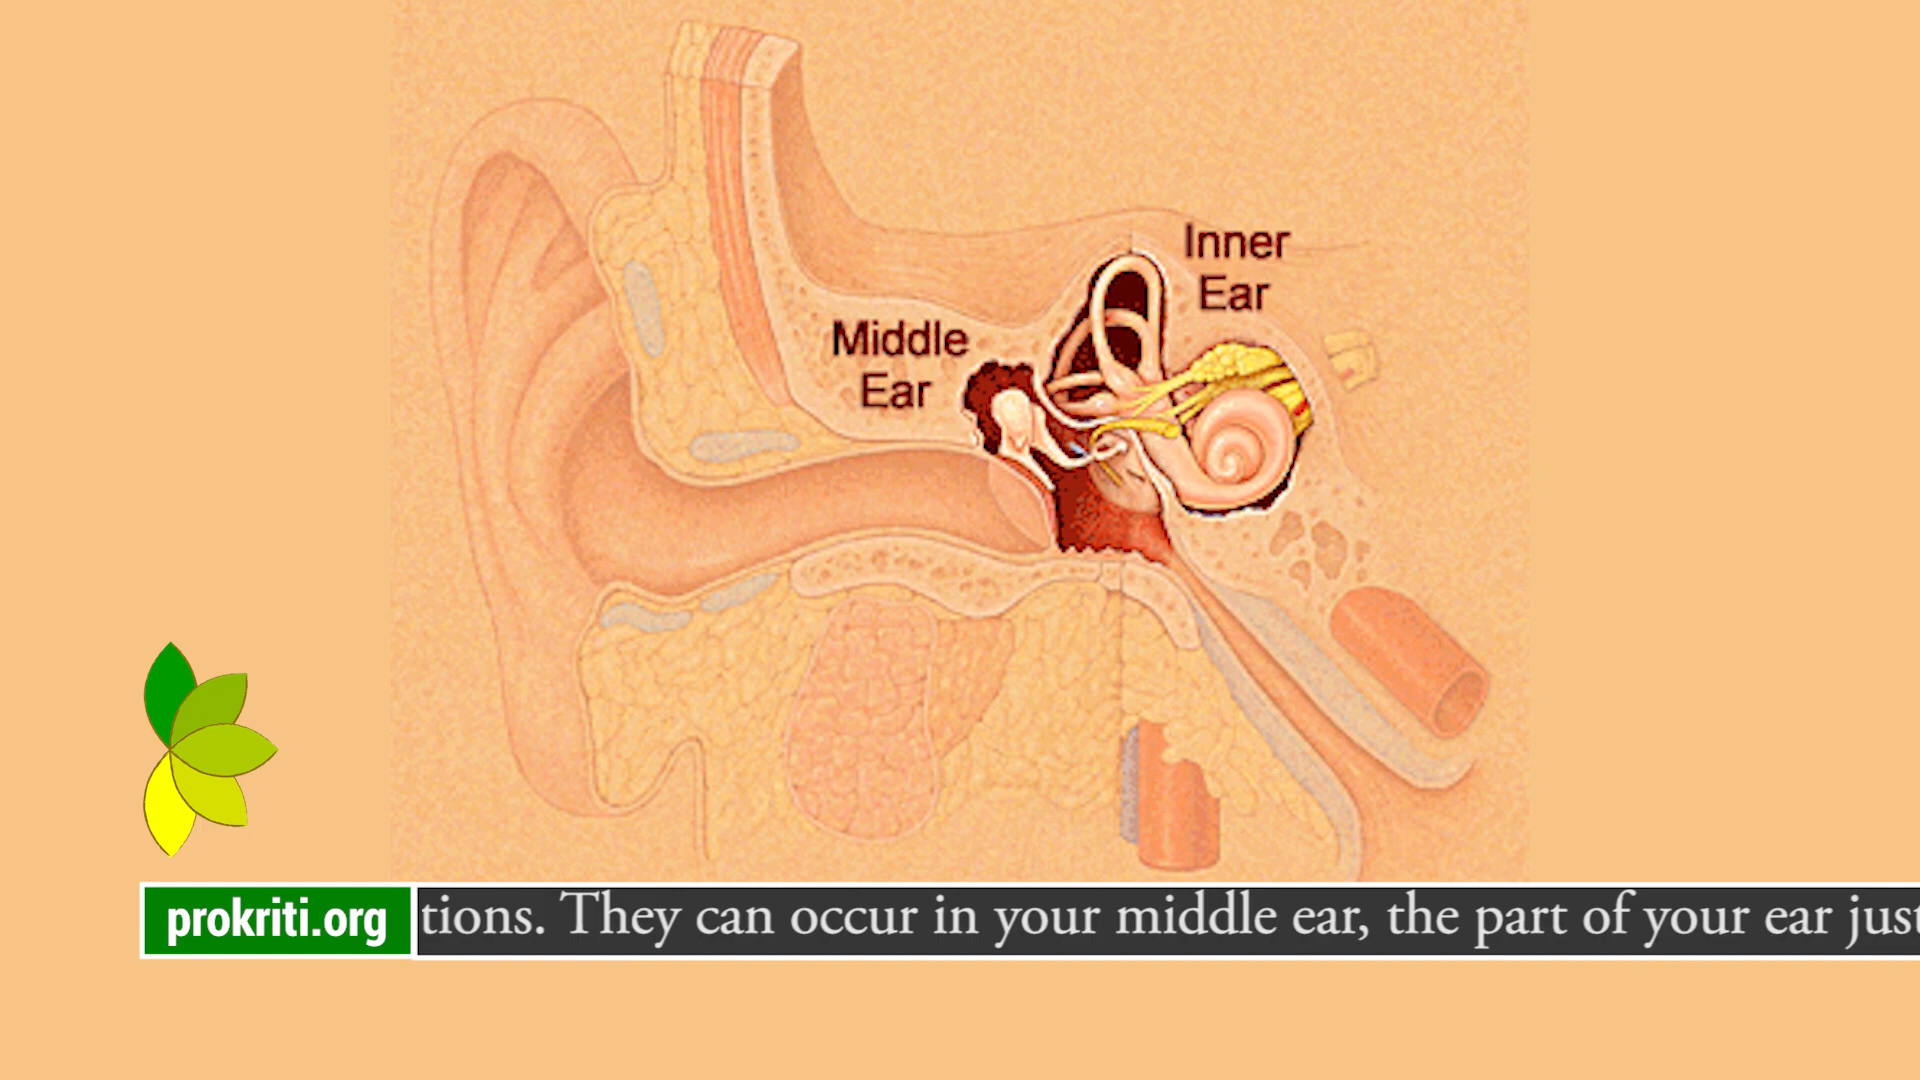 Inner
Ear
Middle
Ear
prokriti.org
tions. They can occur in your middle ear, the part of your ear just